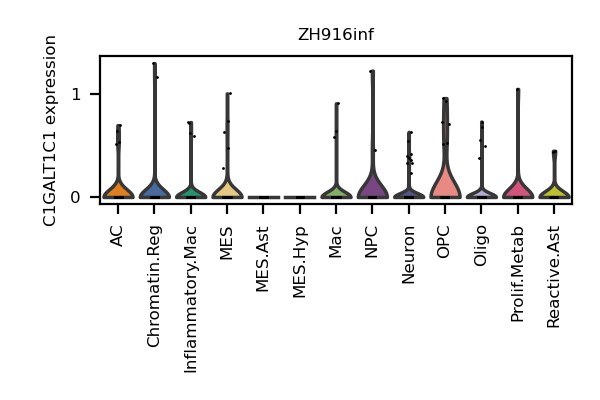 ZH916inf
C1GALT1C1 expression
1
0
AC
Chromatin.Reg
Inflammatory.Mac
MES
MES.Ast
MES.Hyp
Mac
NPC
Neuron
OPC
Oligo
Prolif.Metab
Reactive.Ast